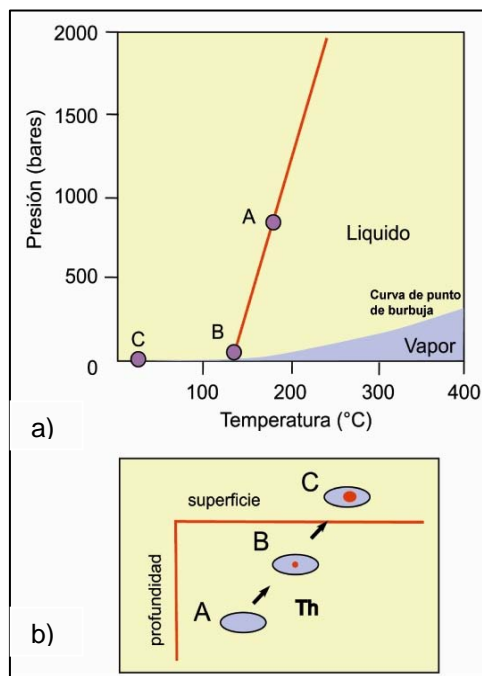 2000
1500
1000
500
0
Presión (bares)
A
B
C
Liquido
Curva de punto
de burbuja
Vapor
100
200
300
400
Temperatura (°C)
a)
superficie
profundidad
C
B
A
Th
b)